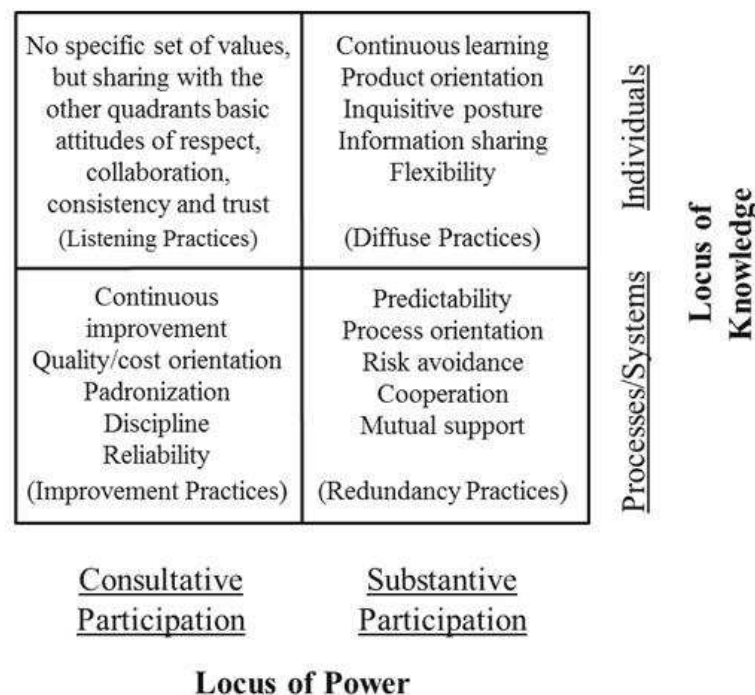 No specific set of values,
but sharing with the
other quadrants basic
attitudes of respect,
collaboration,
consistency and trust
(Listening Practices)
Continuous learning
Product orientation
Inquisitive posture
Information sharing
Flexibility
(Diffuse Practices)
Individuals
Continuous
improvement
Quality/cost orientation
Padronization
Discipline
Reliability
(Improvement Practices)
Predictability
Process orientation
Risk avoidance
Cooperation
Mutual support
(Redundancy Practices)
Processes/Systems
Locus of
Knowledge
Consultative
Participation
Substantive
Participation
Locus of Power